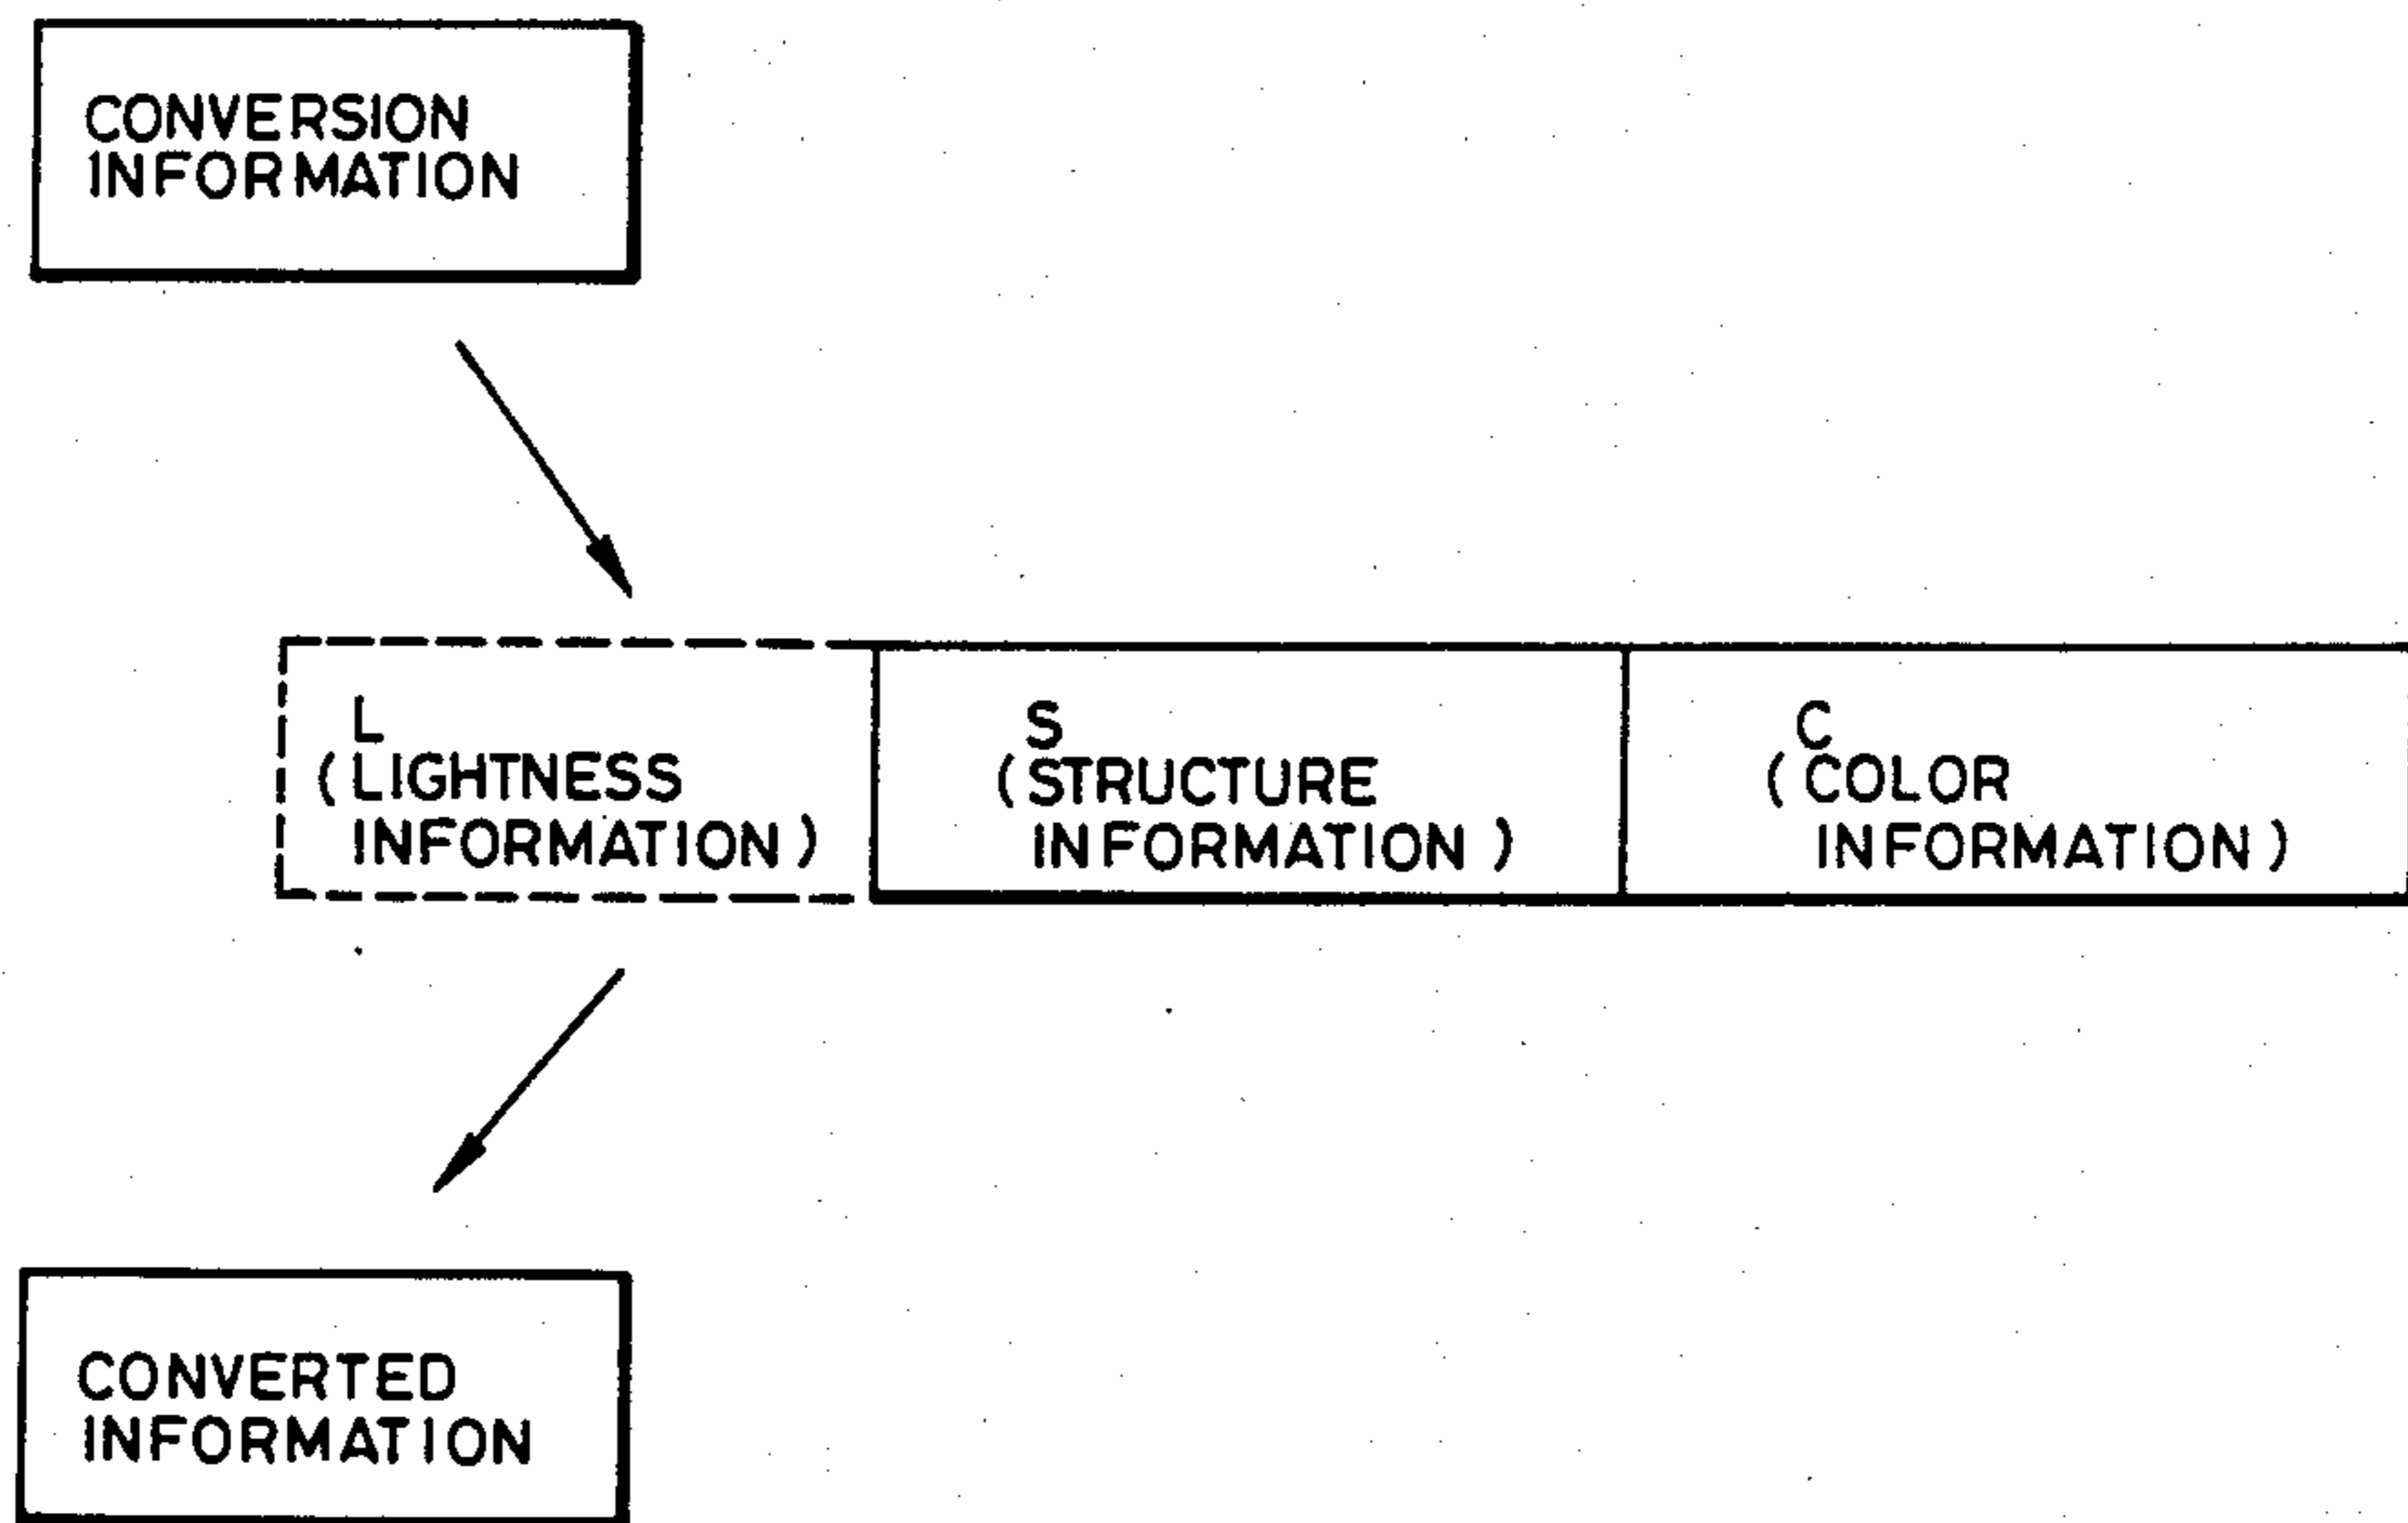 CONVERSION
INFORMATION
L
(LIGHTNESS
INFORMATION)
S
(STRUCTURE
INFORMATION)
C
(COLOR
INFORMATION)
CONVERTED
INFORMATION